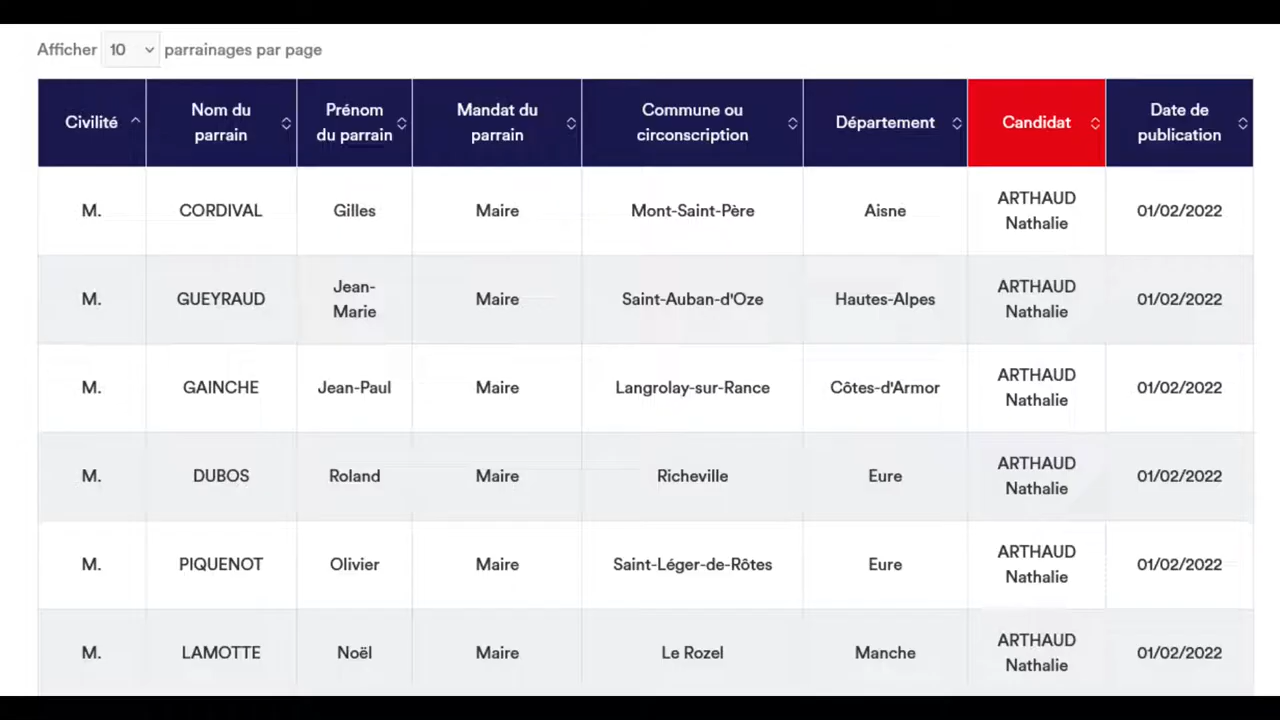 Afficher 10 parrainages par page
Civilité Nom du parrain Prénom du parrain Mandat du parrain Commune ou circonscription Département Candidat Date de publication
M. CORDIVAL Gilles Maire Mont-Saint-Père Aisne ARTHAUD Nathalie 01/02/2022
M. GUEYRAUD Jean-Marie Maire Saint-Auban-d'Oze Hautes-Alpes ARTHAUD Nathalie 01/02/2022
M. GAINCHE Jean-Paul Maire Langrolay-sur-Rance Côtes-d'Armor ARTHAUD Nathalie 01/02/2022
M. DUBOS Roland Maire Richeville Eure ARTHAUD Nathalie 01/02/2022
M. PIQUENOT Olivier Maire Saint-Léger-de-Rôtes Eure ARTHAUD Nathalie 01/02/2022
M. LAMOTTE Noël Maire Le Rozel Manche ARTHAUD Nathalie 01/02/2022